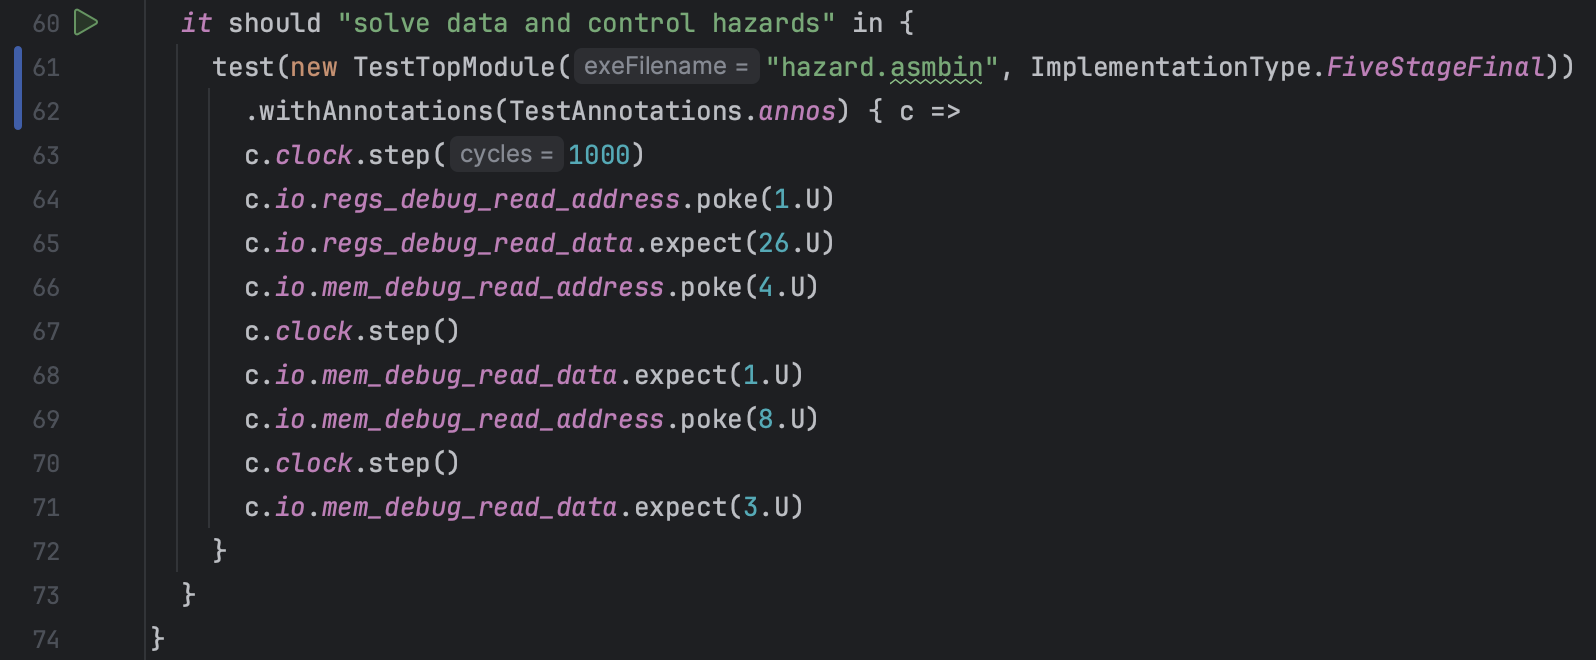 60 it should "solve data and control hazards" in {
61 test(new TestTopModule( exeFilename = "hazard.asmbin", ImplementationType.FiveStageFinal))
62 .withAnnotations(TestAnnotations.annos) { c =>
63 c.clock.step( cycles = 1000)
64 c.io.regs_debug_read_address.poke(1.U)
65 c.io.regs_debug_read_data.expect(26.U)
66 c.io.mem_debug_read_address.poke(4.U)
67 c.clock.step()
68 c.io.mem_debug_read_data.expect(1.U)
69 c.io.mem_debug_read_address.poke(8.U)
70 c.clock.step()
71 c.io.mem_debug_read_data.expect(3.U)
72 }
73 }
74 }